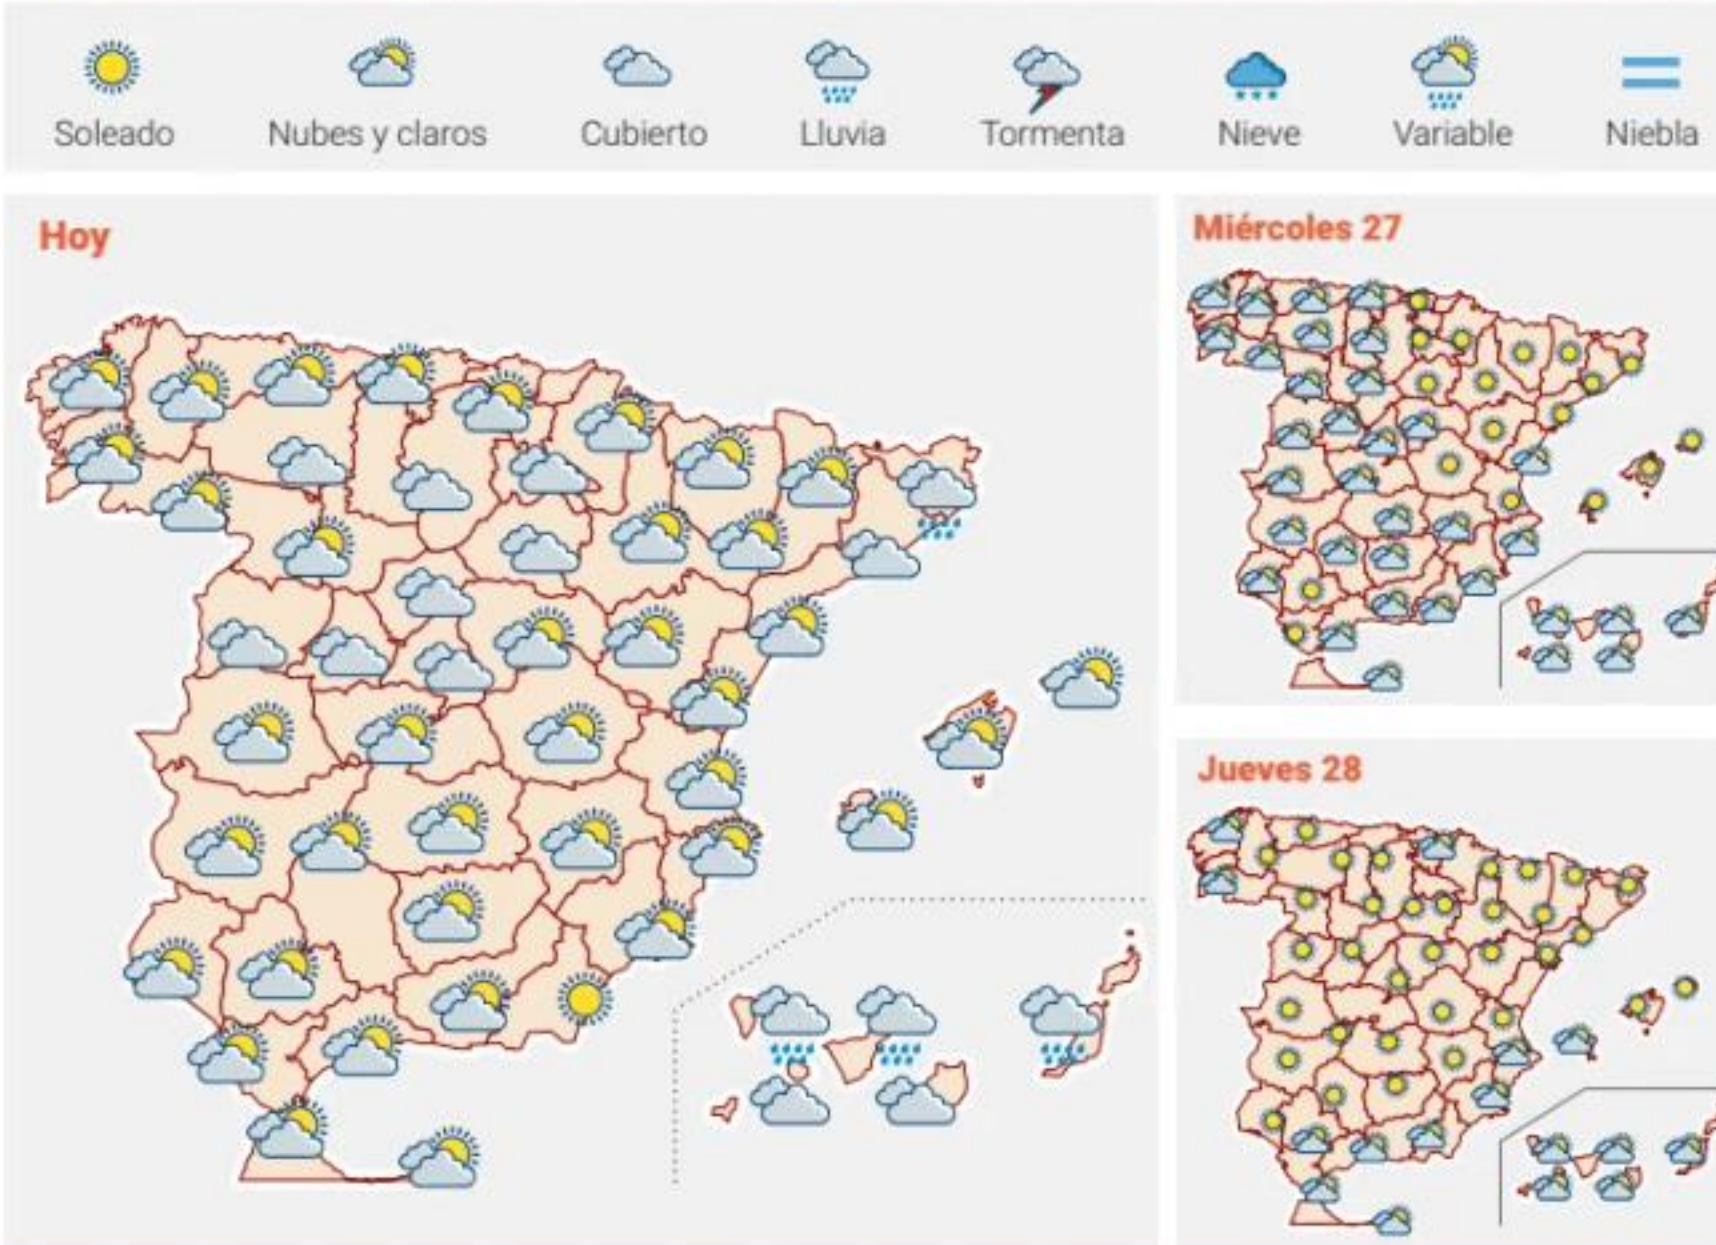 Soleado
Nubes y claros
Cubierto
Lluvia
Tormenta
Nieve
Variable
Niebla
Hoy
Miércoles 27
Jueves 28